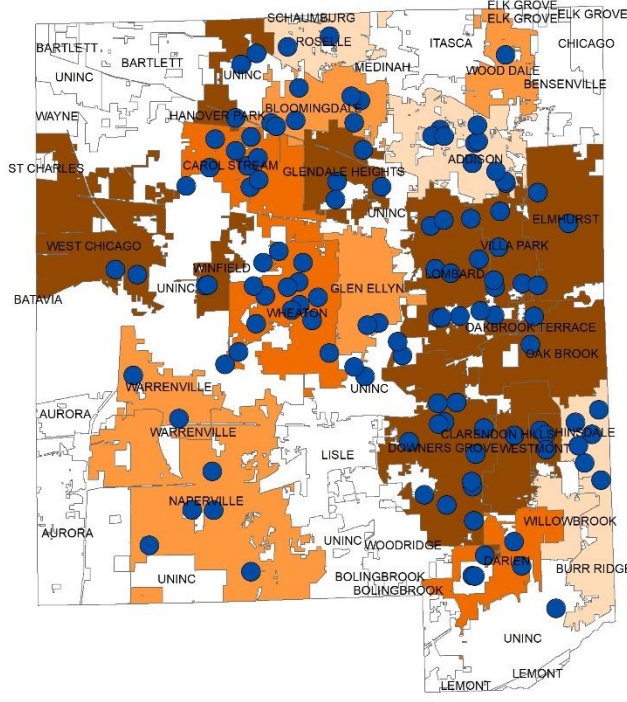 ELK GROVE
SCHAUMBURG
ELK GROVE
ELK GROVE
ROSELLE
BARTLETT
ITASCA
CHICAGO
BARTLETT
MEDINAH
UNINC
UNINC
WOOD DALE
BENSENVILLE
BLOOMINGDALE
WAYNE
HANOVER PARK
ADDISON
ST CHARLES
CAROL STREAM
GLENDALE HEIGHTS
UNINC
ELMHURST
WEST CHICAGO
VILLA PARK
WINFIELD
LOMBARD
UNINC
GLEN ELLYN
BATAVIA
WHEATON
OAKBROOK TERRACE
OAK BROOK
WARRENVILLE
UNINC
AURORA
WARRENVILLE
CLARENDON HILLS
HINSDALE
DOWNERS GROVE
WESTMONT
LISLE
NAPERVILLE
WILLOWBROOK
AURORA
UNINC
WOODRIDGE
DARIEN
UNINC
BOLINGBROOK
BURR RIDGE
BOLINGBROOK
UNINC
LEMONT
LEMONT